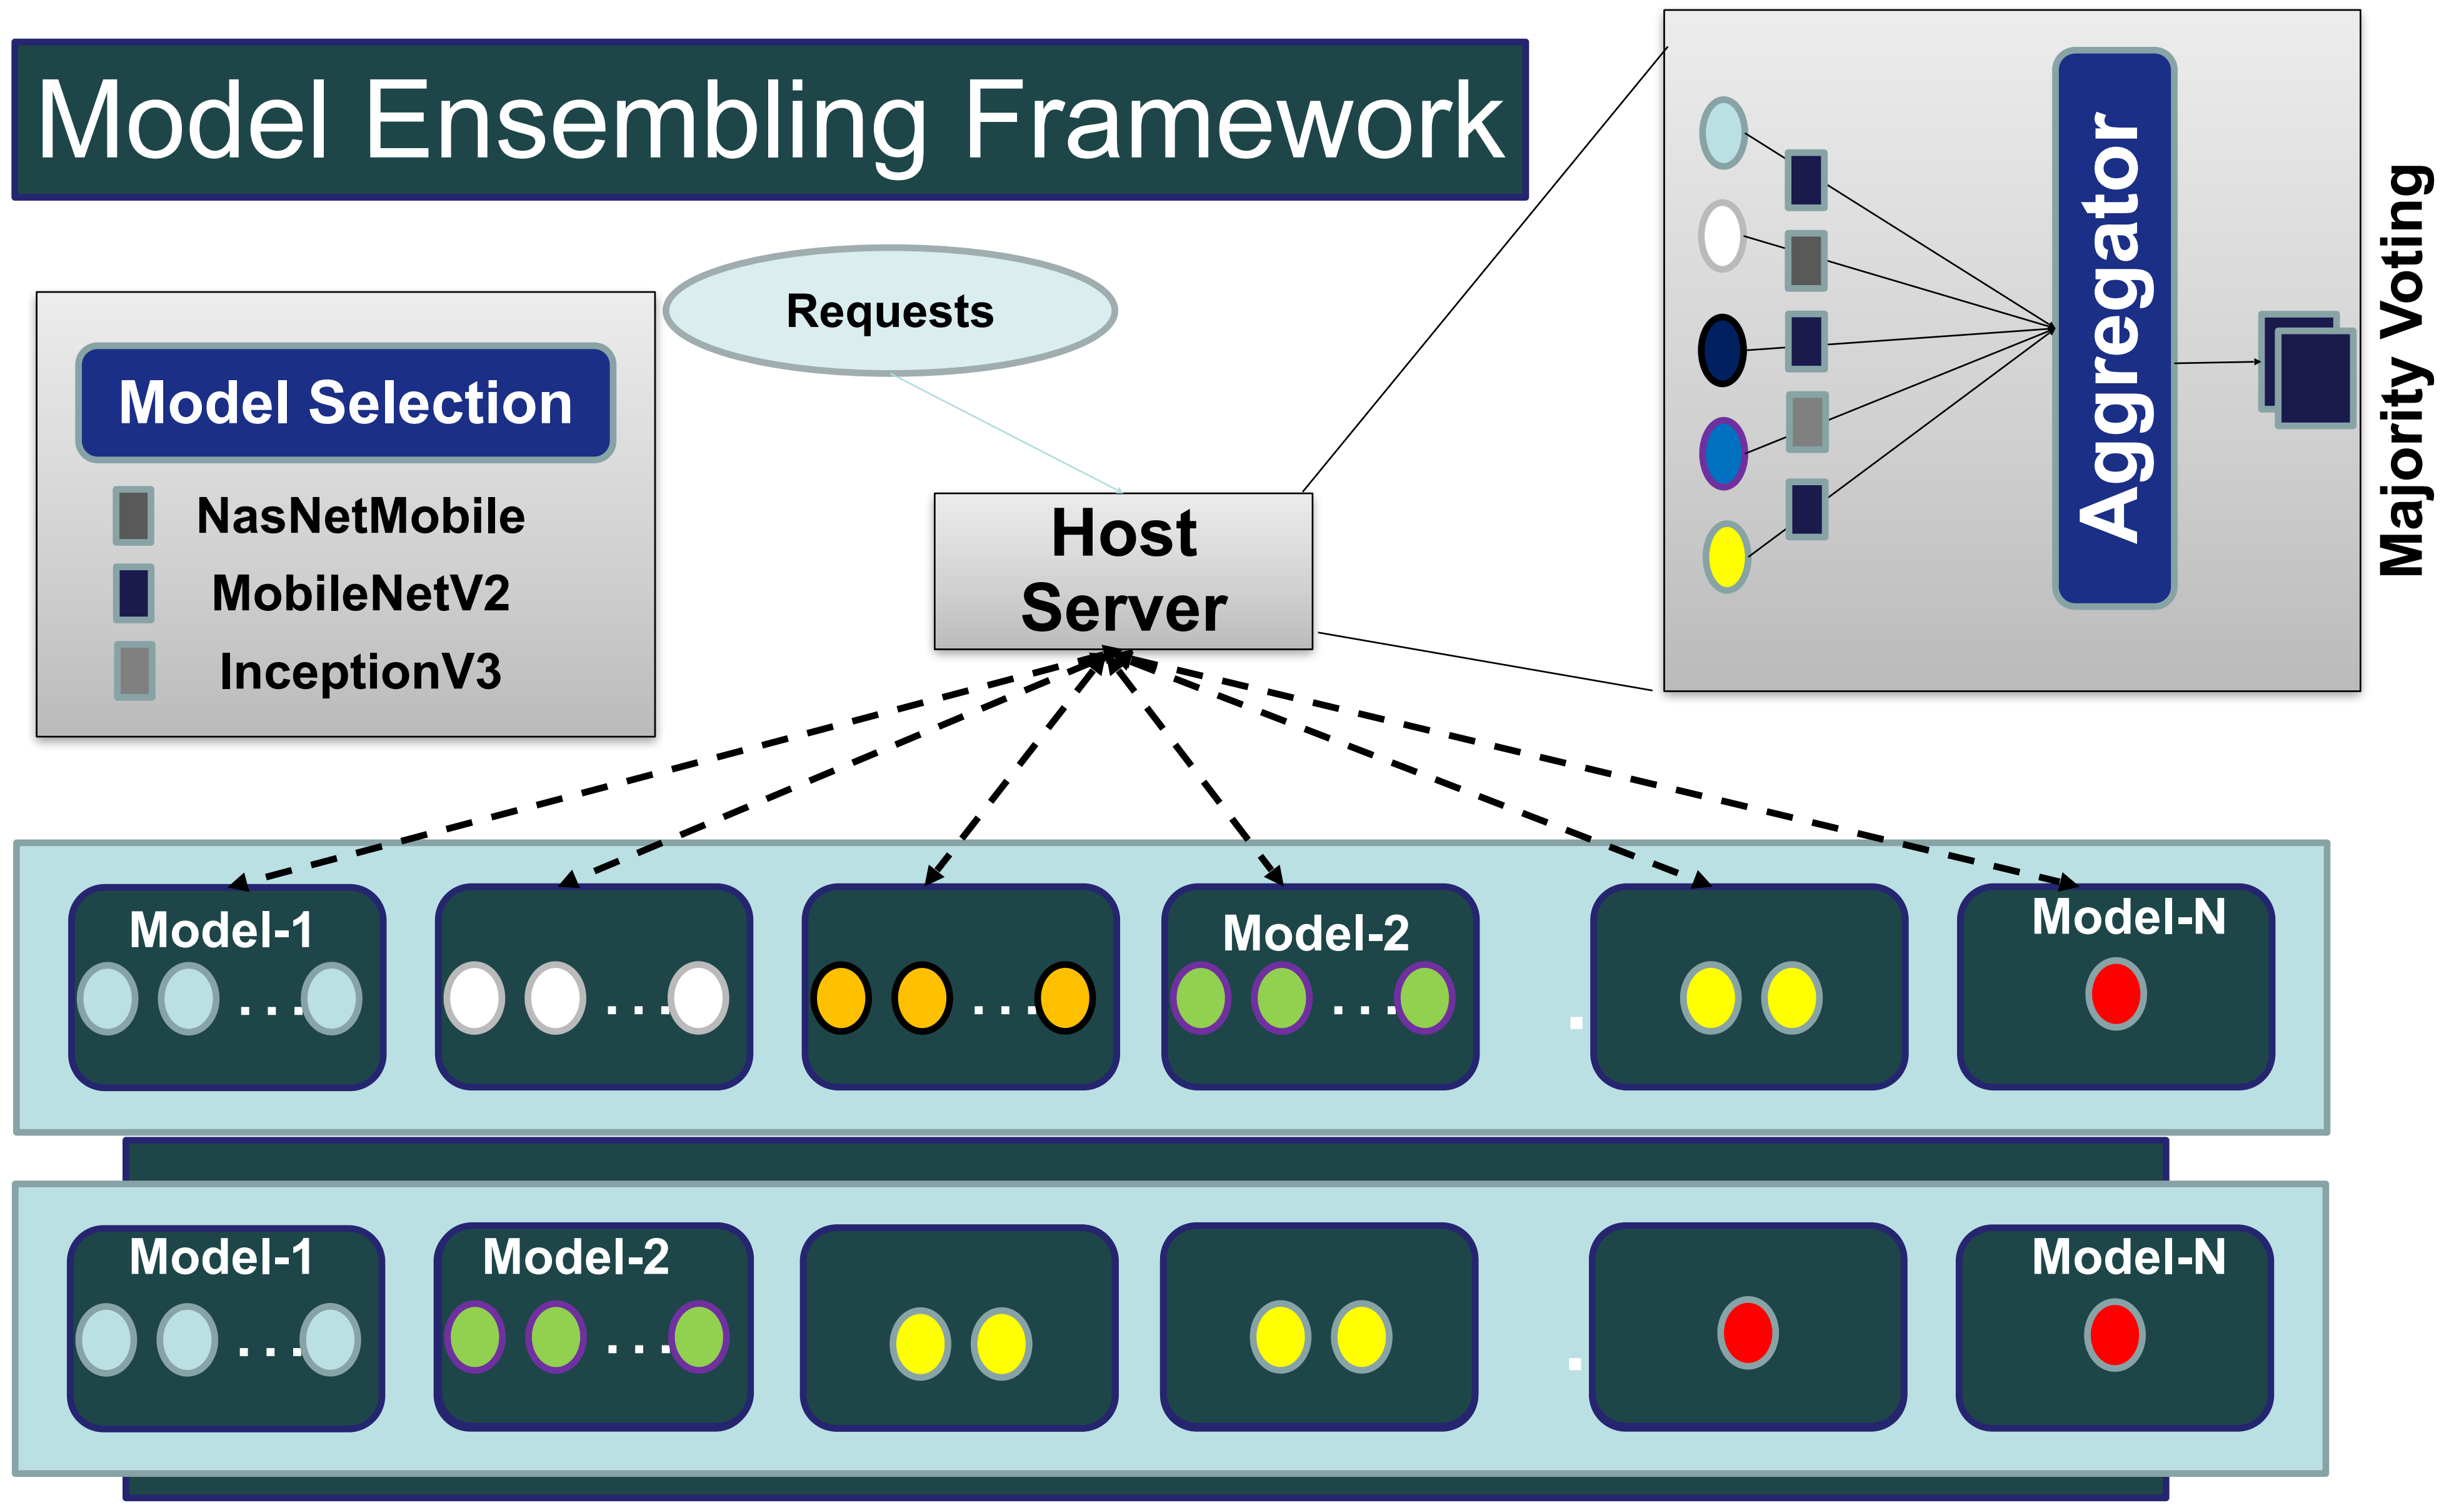 Model Ensembling Framework
Requests
Model Selection
NasNetMobile
MobileNetV2
InceptionV3
Host
Server
Aggregator
Majority Voting
Model-1
Model-2
Model-N
...
...
...
...
.
Model-1
Model-2
Model-N
...
...
.